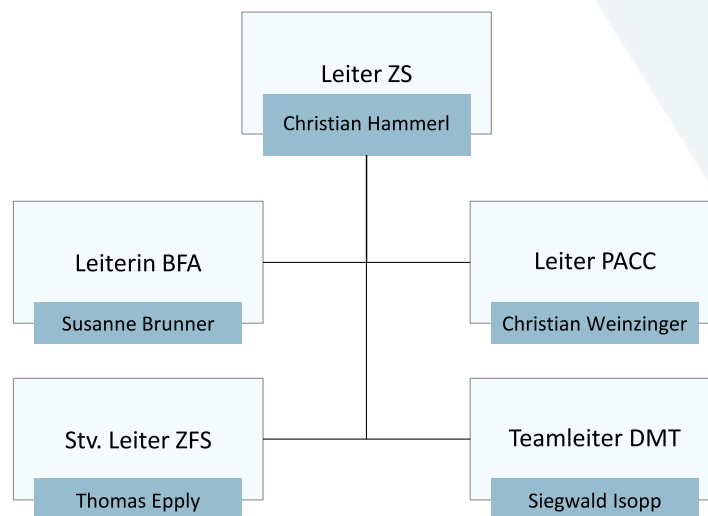 Leiter ZS
Christian Hammerl
Leiterin BFA
Susanne Brunner
Leiter PACC
Christian Weinzinger
Stv. Leiter ZFS
Thomas Epply
Teamleiter DMT
Siegwald Isopp